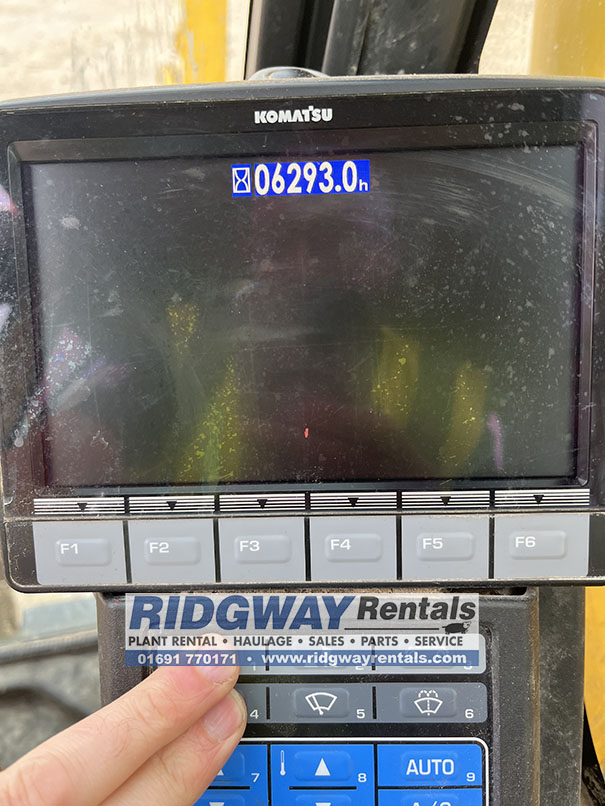 KOMATSU
06293.0h
F1 F2 F3 F4 F5 F6
RIDGWAY Rentals
PLANT RENTAL • HAULAGE • SALES • PARTS • SERVICE
01691 770171 • www.ridgwayrentals.com
4 5 6
7 8 AUTO 9